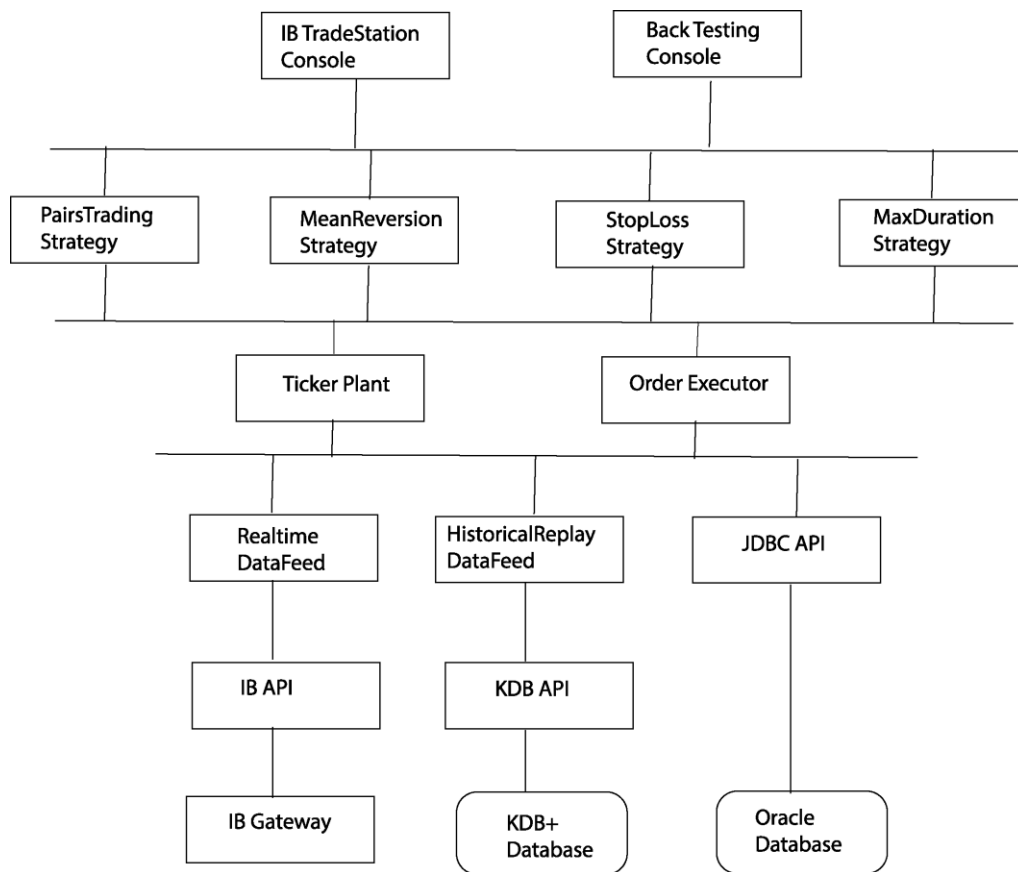 IB TradeStation
Console
Back Testing
Console
PairsTrading
Strategy
MeanReversion
Strategy
StopLoss
Strategy
MaxDuration
Strategy
Ticker Plant
Order Executor
Realtime
DataFeed
HistoricalReplay
DataFeed
JDBC API
IB API
KDB API
IB Gateway
KDB+
Database
Oracle
Database